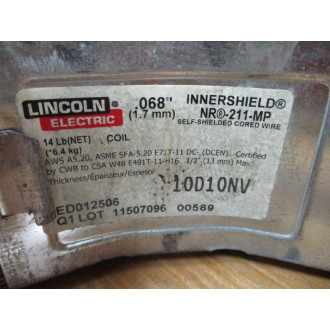 LINCOLN
ELECTRIC
.068"
(1.7 mm)
INNERSHIELD®
NR®-211-MP
SELF-SHIELDED CORED WIRE
14 Lb(NET) COIL
(*6.4 kg)
AWS A5.20, ASME SFA-5.20 E71T-11 DC- (DCEN). Certified
by CWB to CSA W48 E491T-11-H16 1/2" (13 mm) Max.
Thickness/Épaisseur/Espesor
10D10NV
ED012506
Q1 LOT 11507096 00589